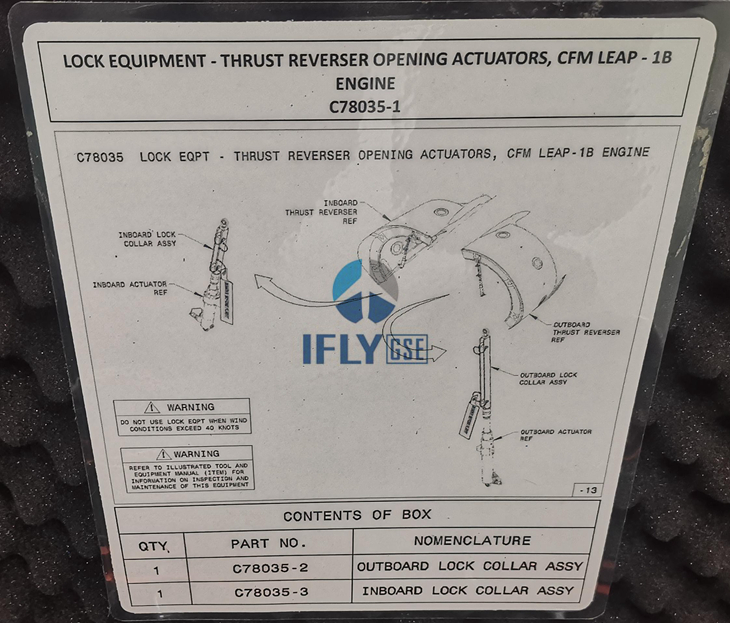 LOCK EQUIPMENT - THRUST REVERSER OPENING ACTUATORS, CFM LEAP - 1B
ENGINE
C78035-1
C78035 LOCK EQPT - THRUST REVERSER OPENING ACTUATORS, CFM LEAP-1B ENGINE
INBOARD
THRUST REVERSER
REF
INBOARD LOCK
COLLAR ASSY
INBOARD ACTUATOR
REF
IFLY GSE
OUTBOARD
THRUST REVERSER
REF
OUTBOARD LOCK
COLLAR ASSY
OUTBOARD ACTUATOR
REF
WARNING
DO NOT USE LOCK EQPT WHEN WIND
CONDITIONS EXCEED 40 KNOTS
WARNING
REFER TO ILLUSTRATED TOOL AND
EQUIPMENT MANUAL (ITEM) FOR
INFORMATION ON INSPECTION AND
MAINTENANCE OF THIS EQUIPMENT
-13
CONTENTS OF BOX
QTY. PART NO. NOMENCLATURE
1 C78035-2 OUTBOARD LOCK COLLAR ASSY
1 C78035-3 INBOARD LOCK COLLAR ASSY